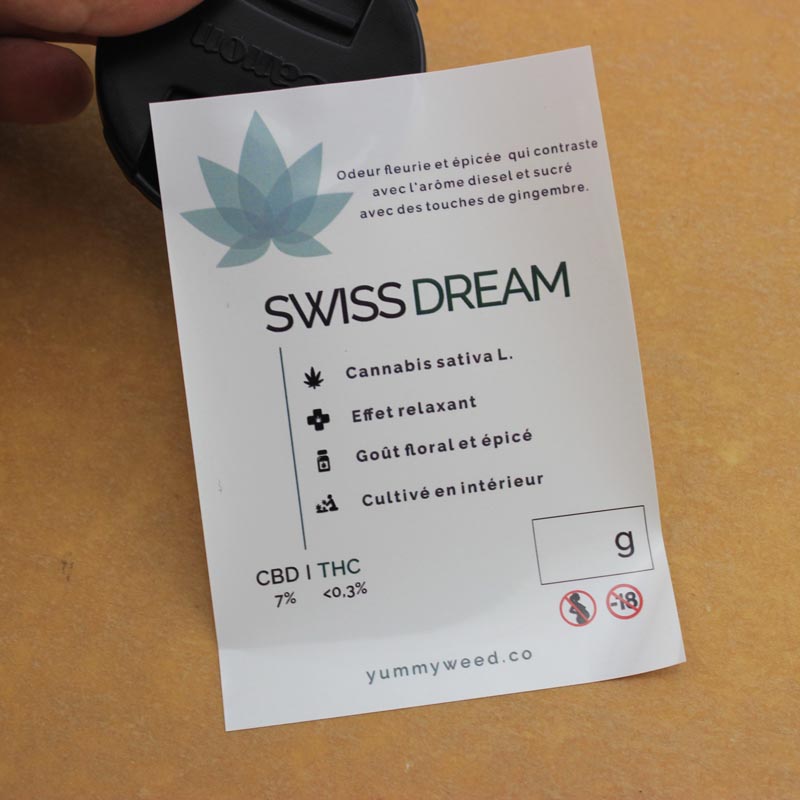 Canon
Odeur fleurie et épicée qui contraste
avec l'arôme diesel et sucré
avec des touches de gingembre.
SWISS DREAM
Cannabis sativa L.
Effet relaxant
Goût floral et épicé
Cultivé en intérieur
g
CBD | THC
7% <0,3%
-18
yummyweed.co